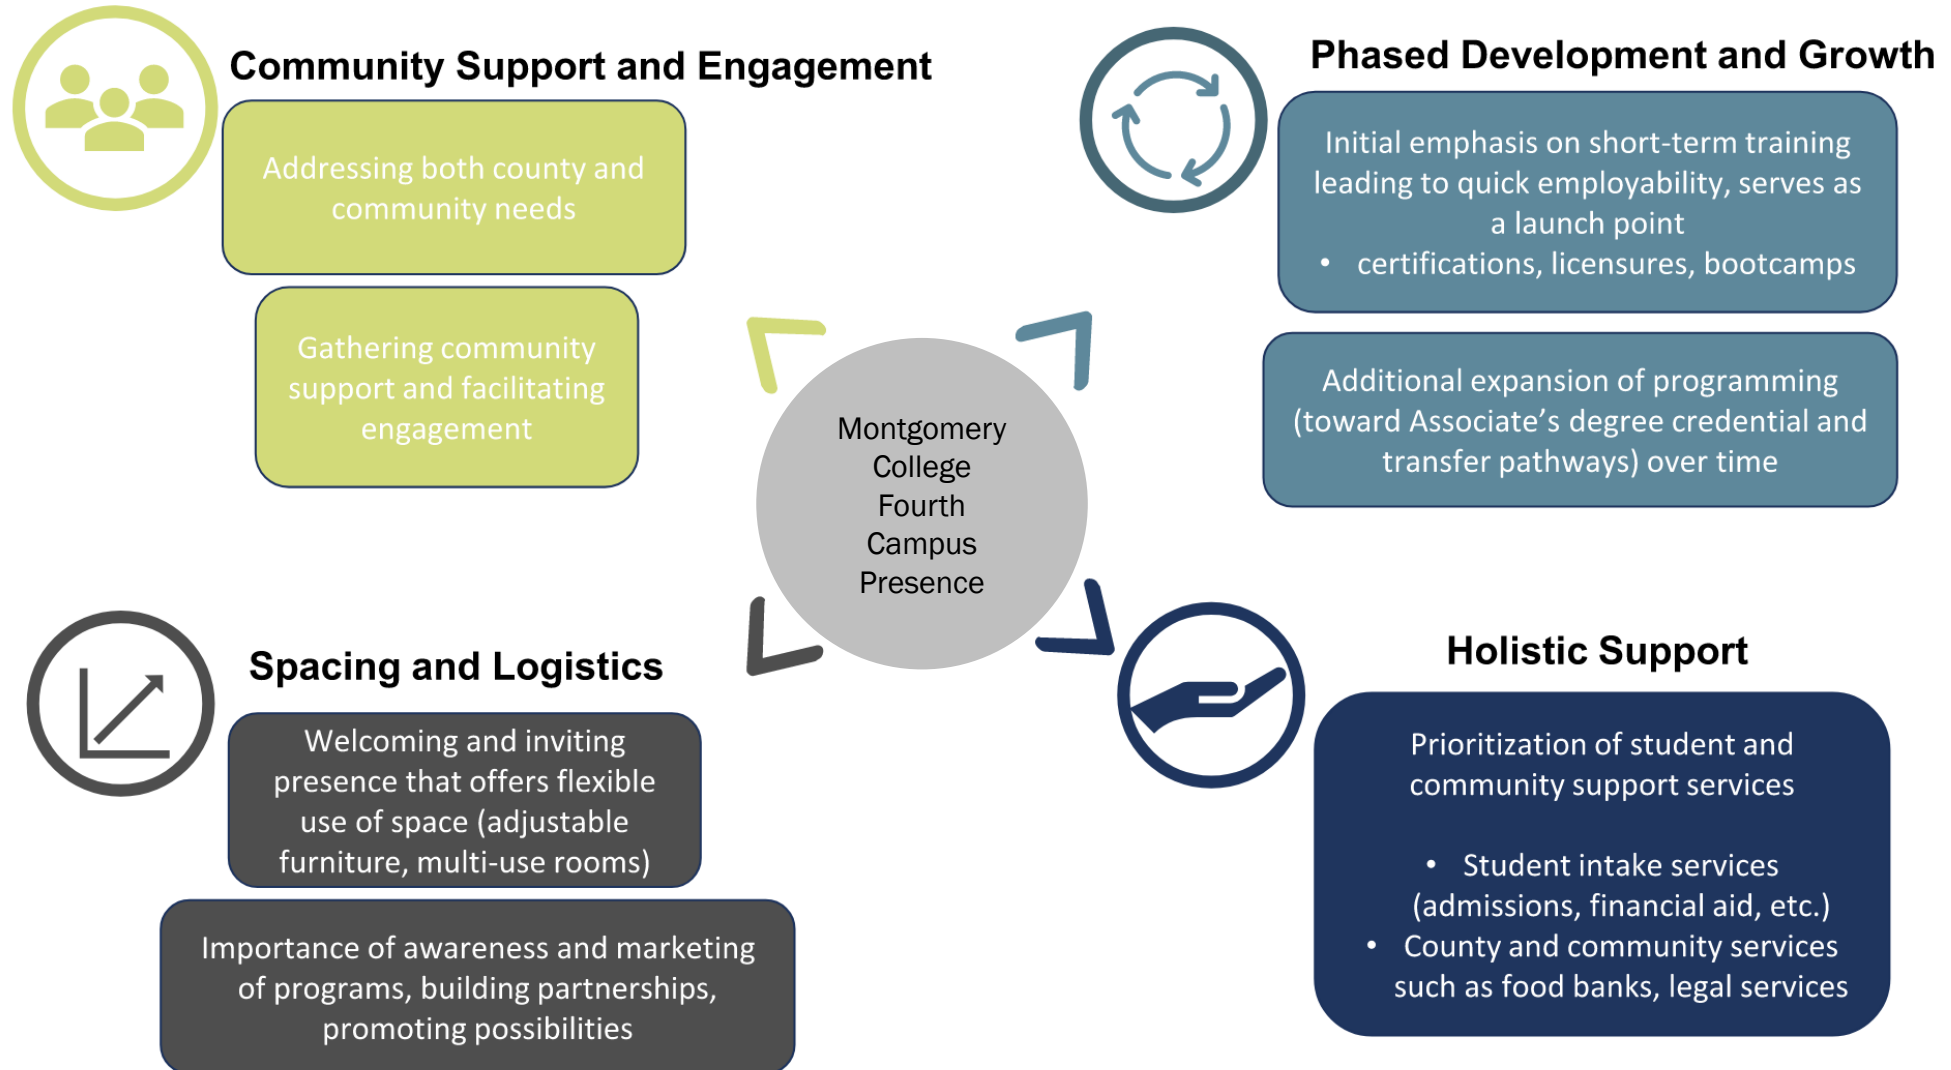 Community Support and Engagement
Addressing both county and
community needs
Gathering community
support and facilitating
engagement
Phased Development and Growth
Initial emphasis on short-term training
leading to quick employability, serves as
a launch point
• certifications, licensures, bootcamps
Additional expansion of programming
(toward Associate’s degree credential and
transfer pathways) over time
Montgomery
College
Fourth
Campus
Presence
Spacing and Logistics
Welcoming and inviting
presence that offers flexible
use of space (adjustable
furniture, multi-use rooms)
Importance of awareness and marketing
of programs, building partnerships,
promoting possibilities
Holistic Support
Prioritization of student and
community support services
• Student intake services
(admissions, financial aid, etc.)
• County and community services
such as food banks, legal services